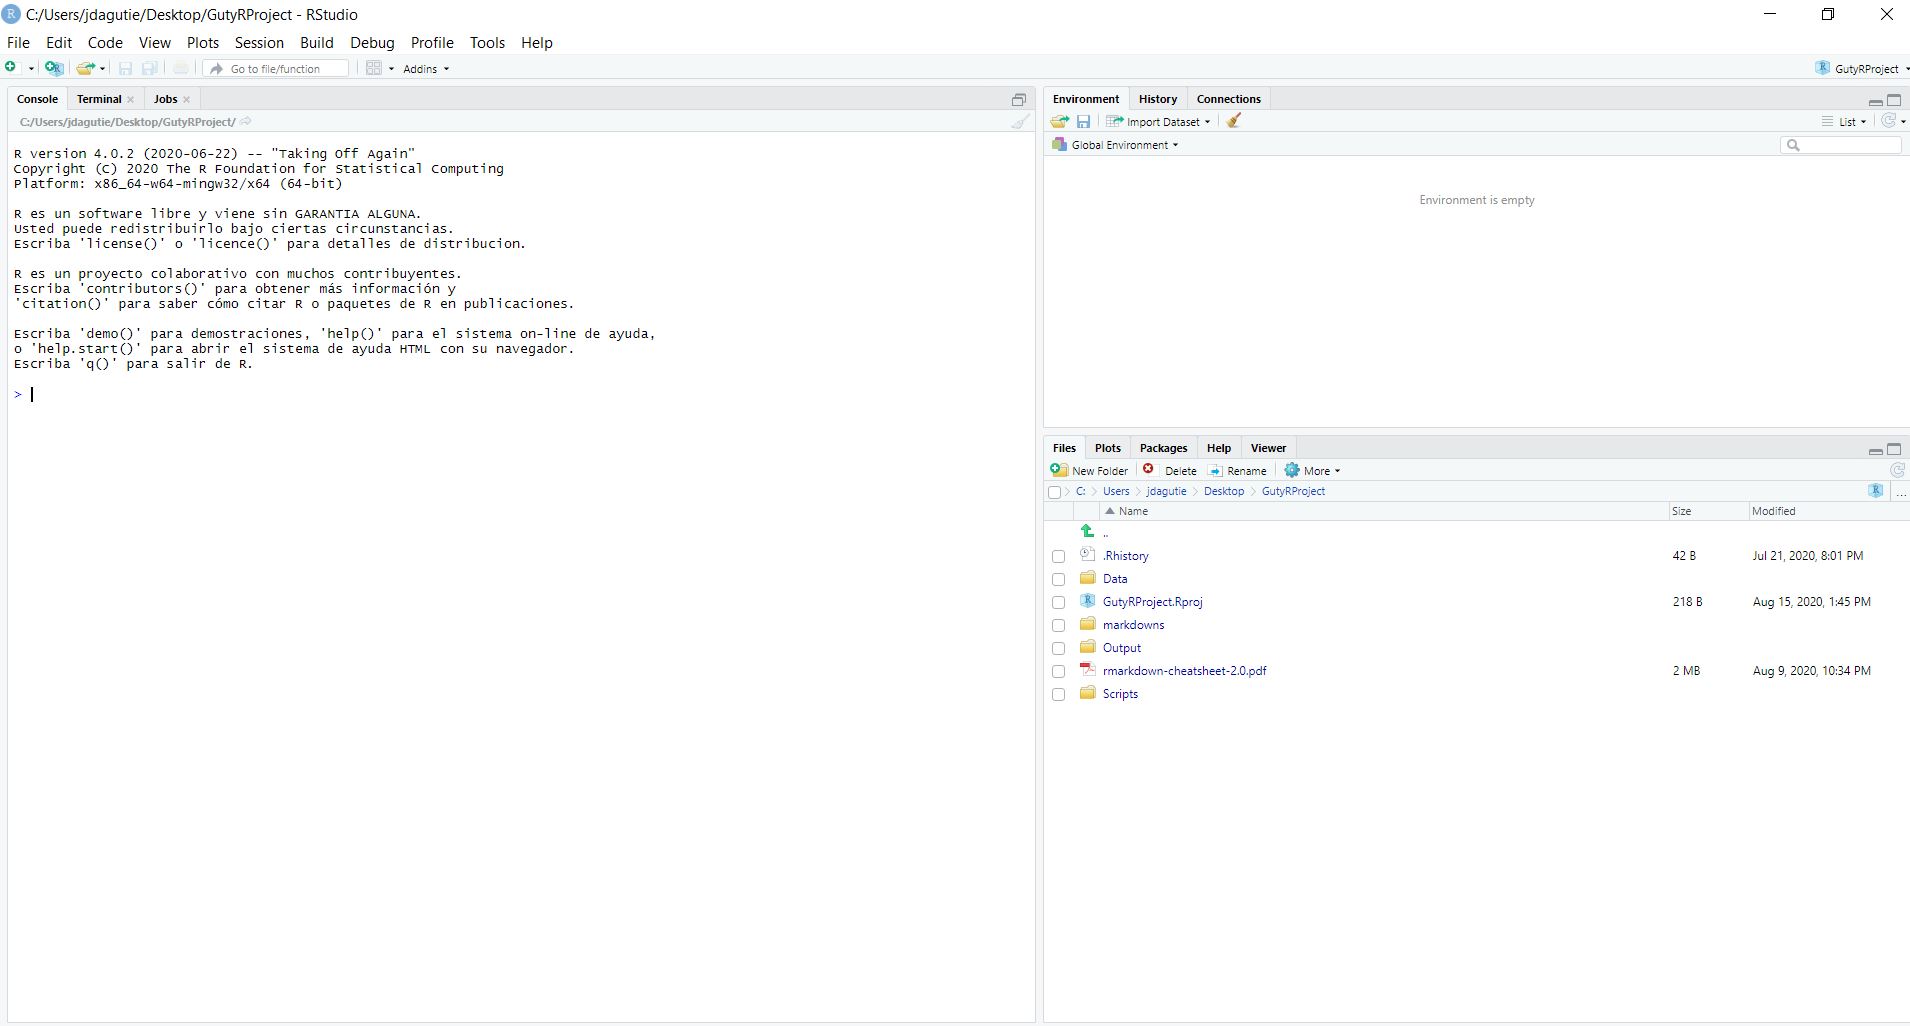 C:/Users/jdagutie/Desktop/GutyRProject - RStudio
File Edit Code View Plots Session Build Debug Profile Tools Help
Go to file/function Addins GutyRProject
Console Terminal Jobs
C:/Users/jdagutie/Desktop/GutyRProject/
R version 4.0.2 (2020-06-22) -- "Taking Off Again"
Copyright (C) 2020 The R Foundation for Statistical Computing
Platform: x86_64-w64-mingw32/x64 (64-bit)
R es un software libre y viene sin GARANTIA ALGUNA.
Usted puede redistribuirlo bajo ciertas circunstancias.
Escriba 'license()' o 'licence()' para detalles de distribucion.
R es un proyecto colaborativo con muchos contribuyentes.
Escriba 'contributors()' para obtener más información y
'citation()' para saber cómo citar R o paquetes de R en publicaciones.
Escriba 'demo()' para demostraciones, 'help()' para el sistema on-line de ayuda,
o 'help.start()' para abrir el sistema de ayuda HTML con su navegador.
Escriba 'q()' para salir de R.
>
Environment History Connections
Import Dataset List
Global Environment
Environment is empty
Files Plots Packages Help Viewer
New Folder Delete Rename More
C: Users jdagutie Desktop GutyRProject ...
Name Size Modified
..
.Rhistory 42 B Jul 21, 2020, 8:01 PM
Data
GutyRProject.Rproj 218 B Aug 15, 2020, 1:45 PM
markdowns
Output
rmarkdown-cheatsheet-2.0.pdf 2 MB Aug 9, 2020, 10:34 PM
Scripts